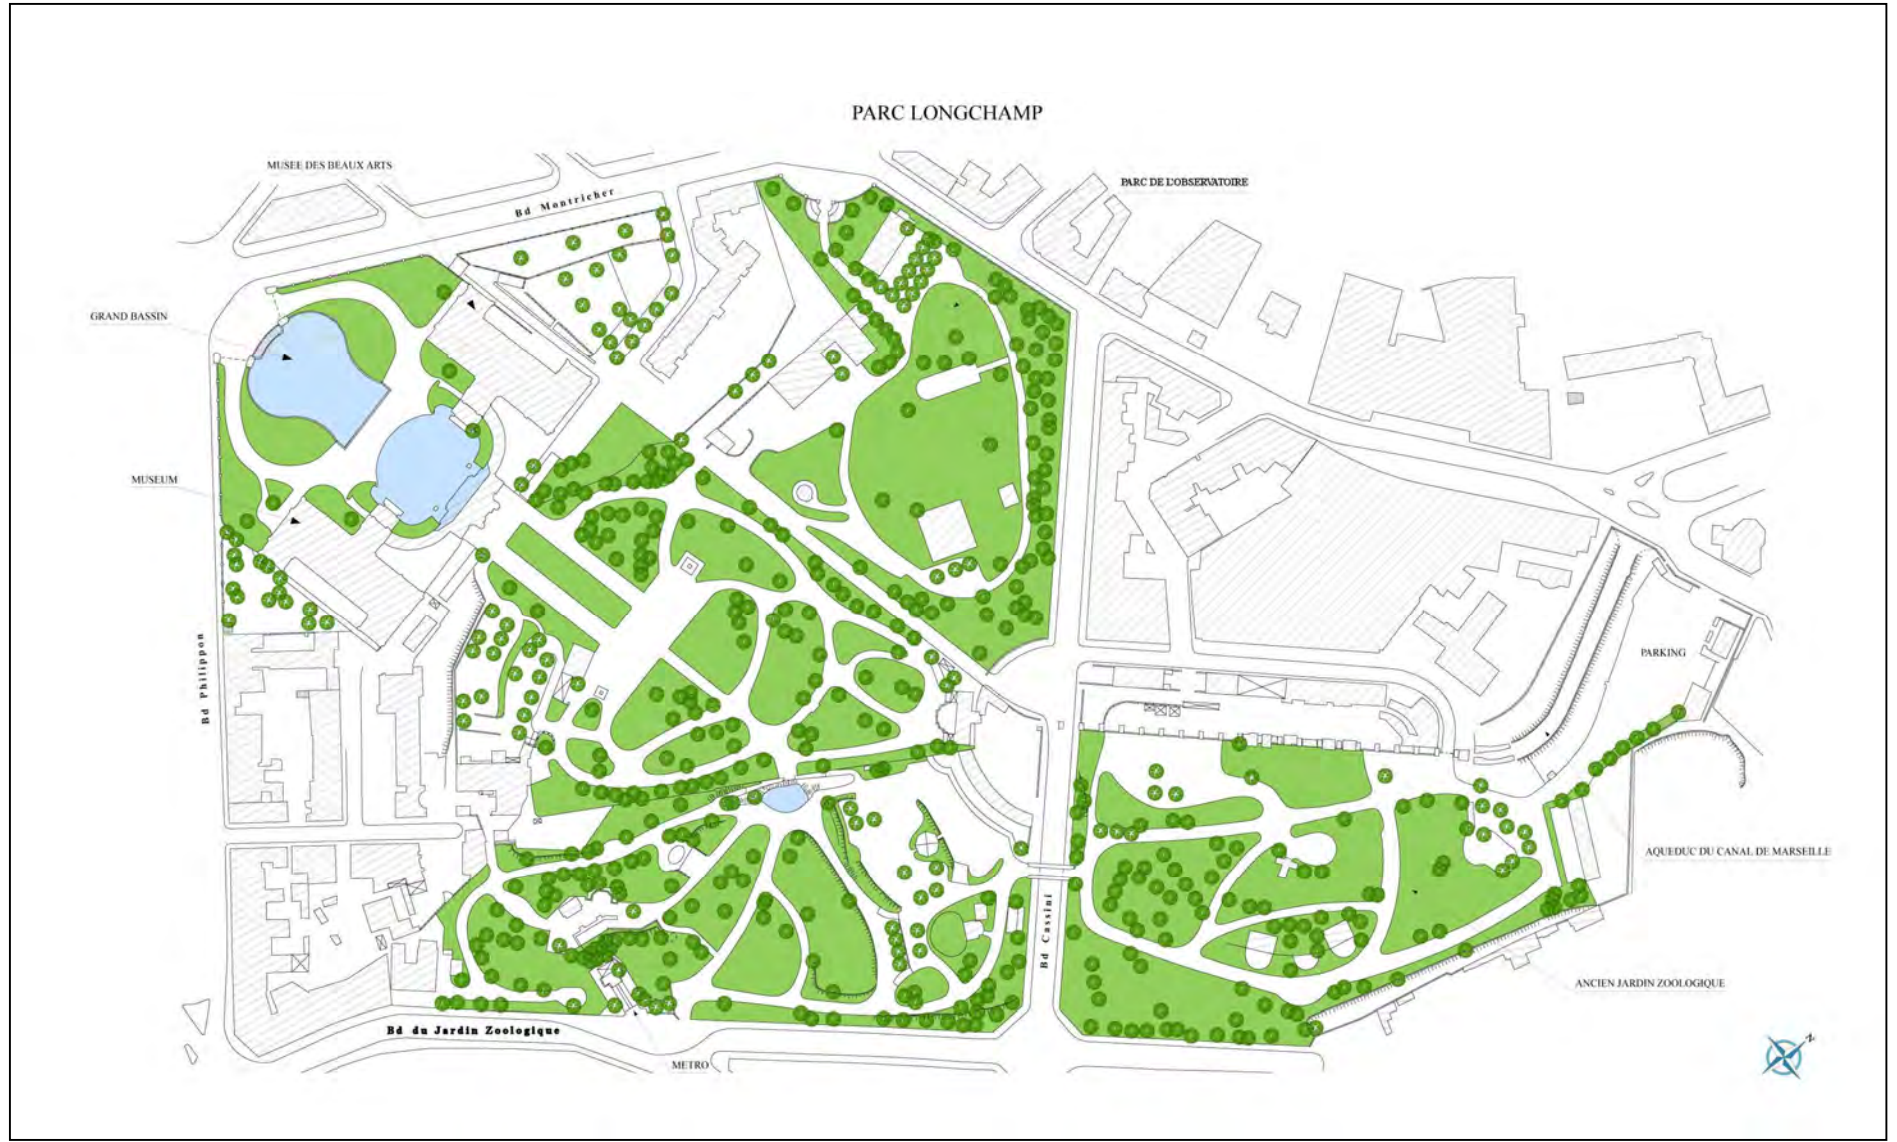 PARC LONGCHAMP
MUSEE DES BEAUX ARTS
PARC DE L'OBSERVATOIRE
Bd Montricher
GRAND BASSIN
MUSEUM
Bd Philippon
PARKING
AQUEDUC DU CANAL DE MARSEILLE
Bd Cassini
ANCIEN JARDIN ZOOLOGIQUE
Bd du Jardin Zoologique
METRO
N